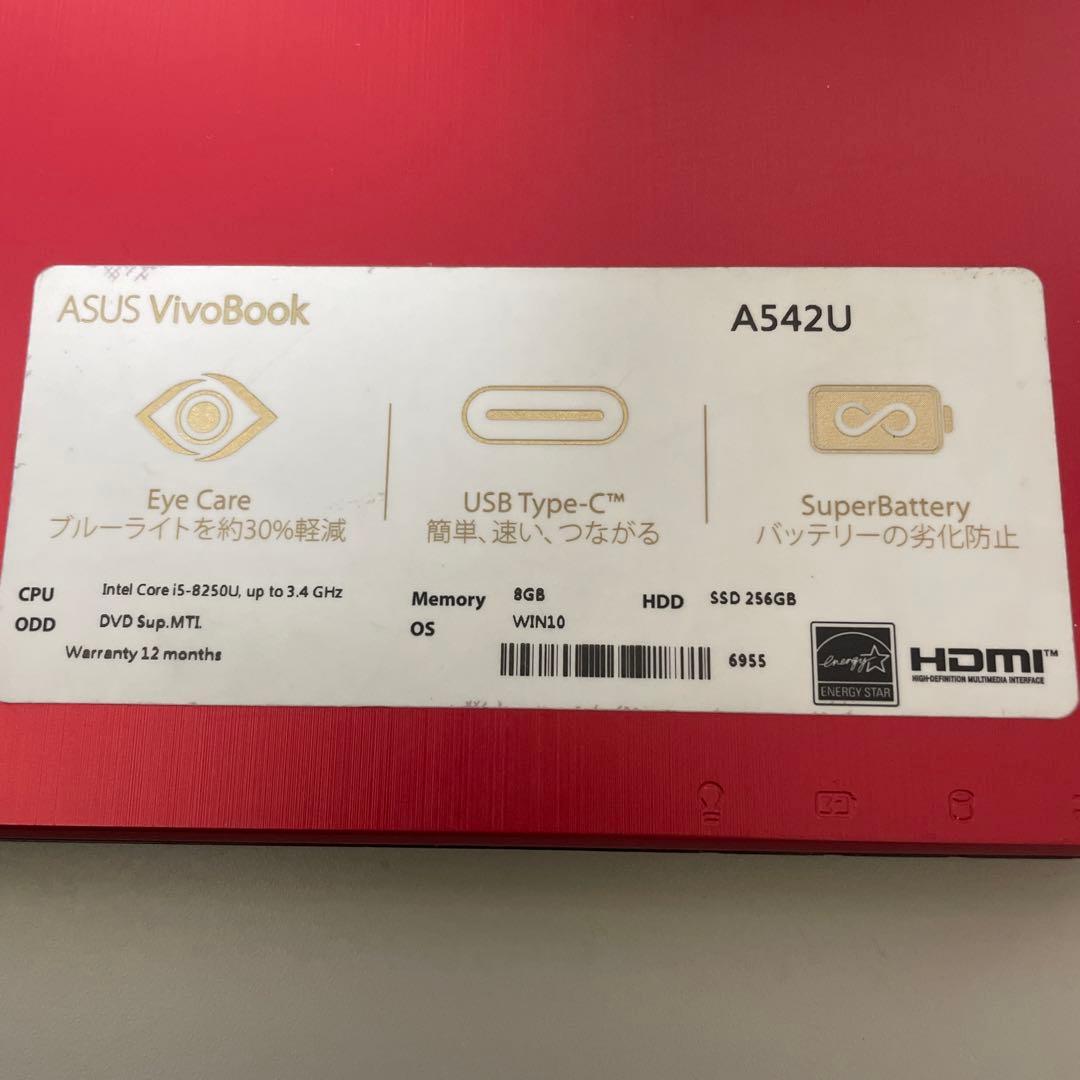 ASUS VivoBook
A542U
Eye Care
ブルーライトを約30%軽減
USB Type-C™
簡単、速い、つながる
SuperBattery
バッテリーの劣化防止
CPU Intel Core i5-8250U, up to 3.4 GHz
ODD DVD Sup.MTI.
Warranty 12 months
Memory 8GB
OS WIN10
HDD SSD 256GB
6955
energy
ENERGY STAR
HDMI™
HIGH-DEFINITION MULTIMEDIA INTERFACE